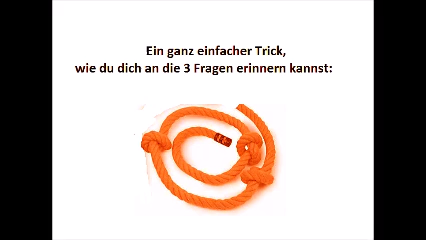 Ein ganz einfacher Trick,
wie du dich an die 3 Fragen erinnern kannst: